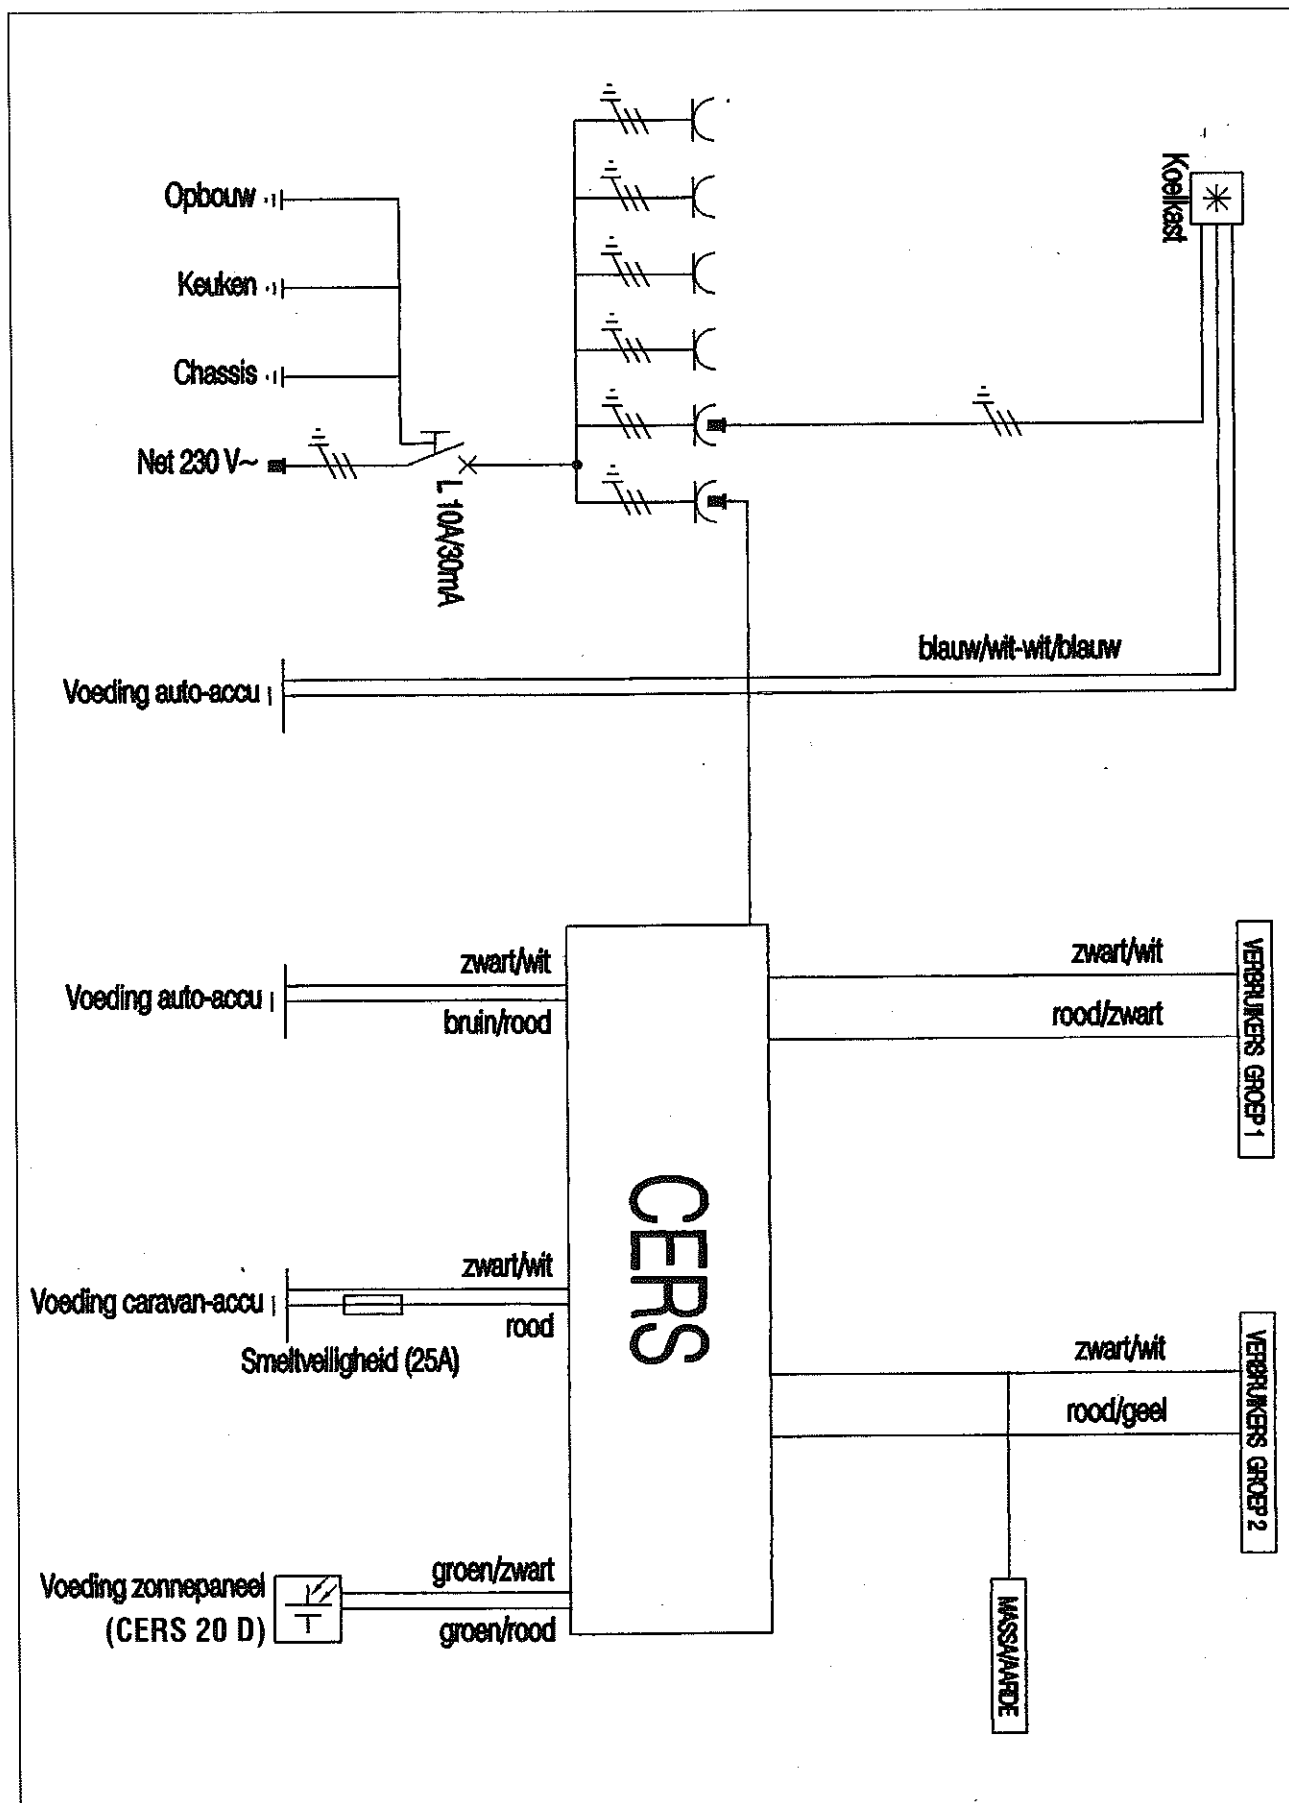 Opbouw
Keuken
Chassis
Net 230 V~
L 10A/30mA
Koelkast
blauw/wit-wit/blauw
Voeding auto-accu
zwart/wit
Voeding auto-accu
bruin/rood
zwart/wit
rood/zwart
VERBRUIKERS GROEP 1
CERS
zwart/wit
Voeding caravan-accu
rood
Smeltveiligheid (25A)
zwart/wit
rood/geel
VERBRUIKERS GROEP 2
groen/zwart
Voeding zonnepaneel
(CERS 20 D)
groen/rood
MASSA/AARDE